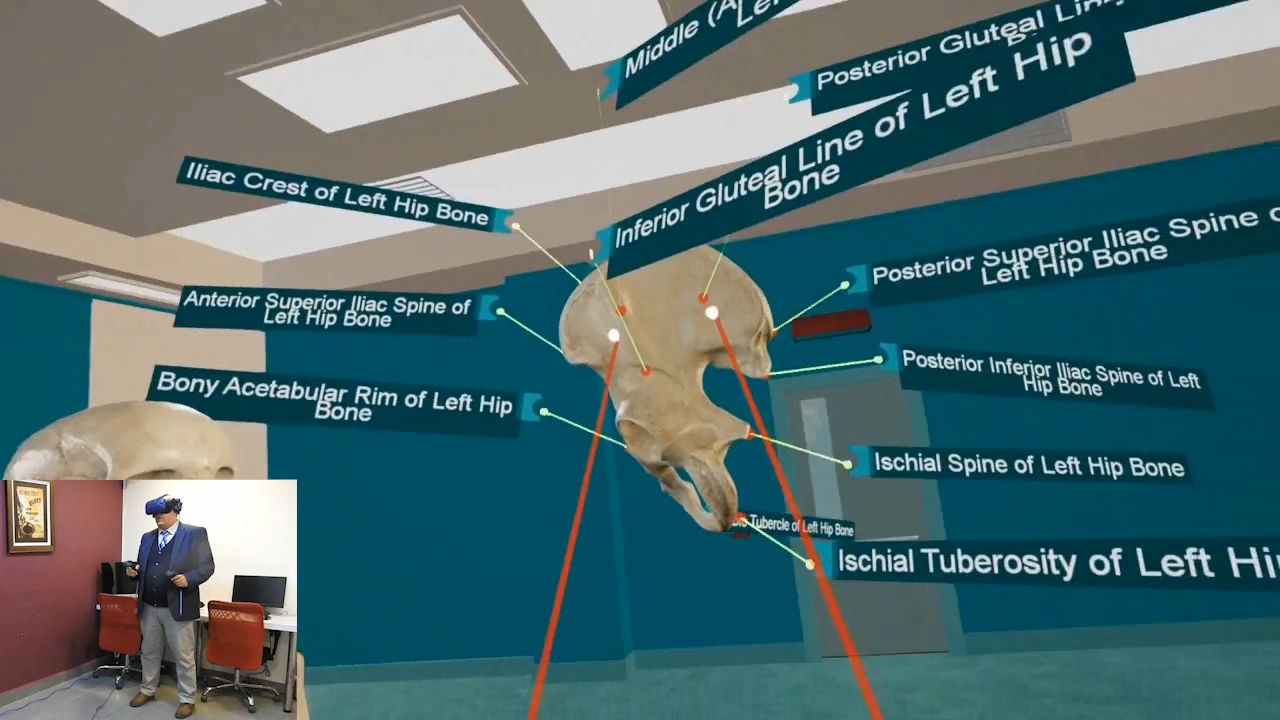 Middle (A
Posterior Gluteal Line
Inferior Gluteal Line of Left Hip
Bone
Iliac Crest of Left Hip Bone
Posterior Superior Iliac Spine
Left Hip Bone
Anterior Superior Iliac Spine of
Left Hip Bone
Posterior Inferior Iliac Spine of Left
Hip Bone
Bony Acetabular Rim of Left Hip
Bone
Ischial Spine of Left Hip Bone
Tubercle of Left Hip Bone
Ischial Tuberosity of Left